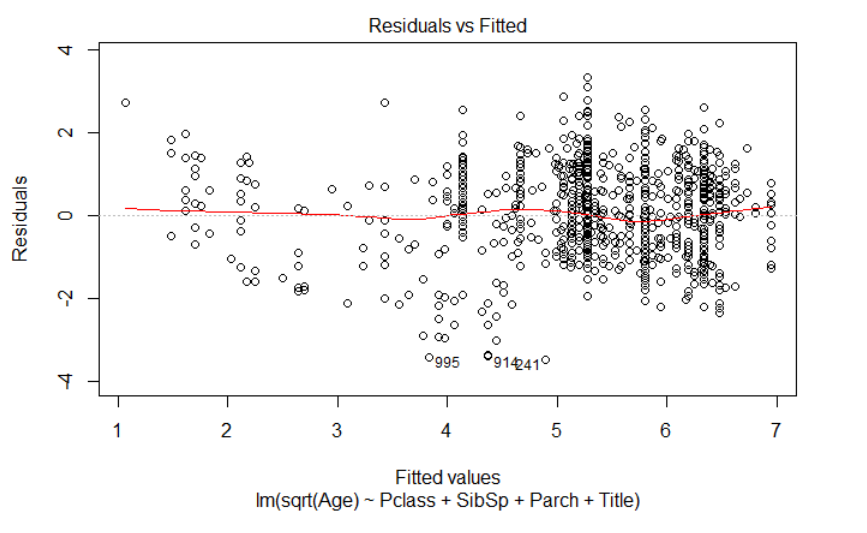 Residuals vs Fitted
4
2
0
-2
-4
Residuals
995
914
241
1 2 3 4 5 6 7
Fitted values
lm(sqrt(Age) ~ Pclass + SibSp + Parch + Title)